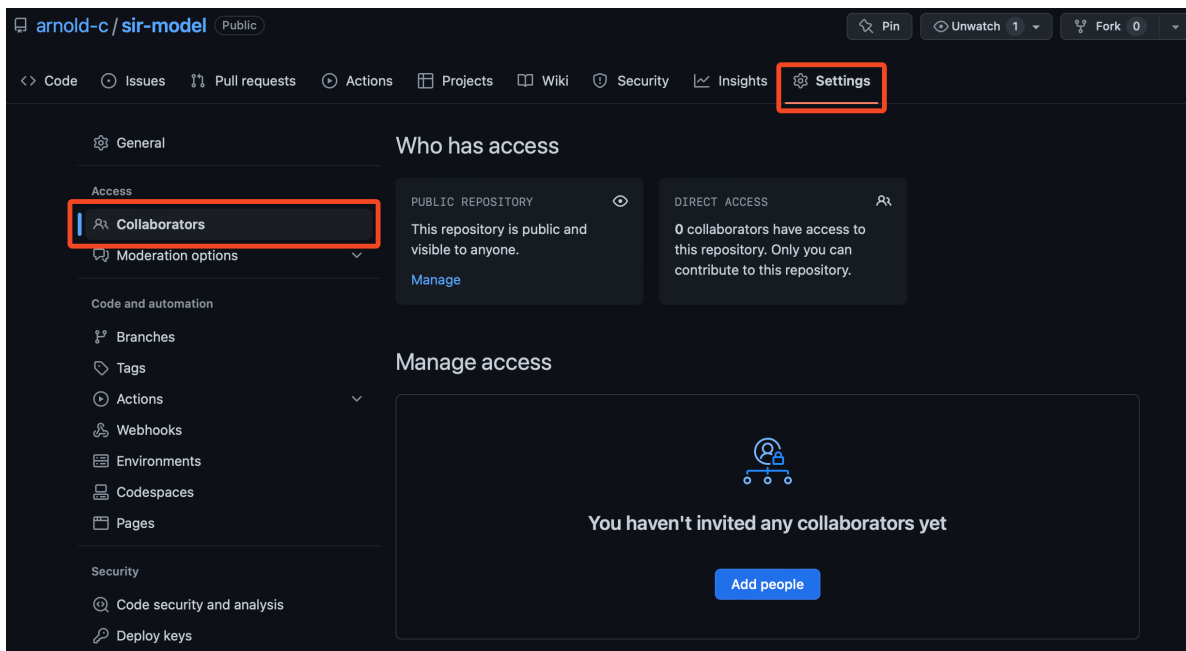 arnold-c / sir-model Public
Pin
Unwatch 1
Fork 0
Code
Issues
Pull requests
Actions
Projects
Wiki
Security
Insights
Settings
General
Access
Collaborators
Moderation options
Code and automation
Branches
Tags
Actions
Webhooks
Environments
Codespaces
Pages
Security
Code security and analysis
Deploy keys
Who has access
PUBLIC REPOSITORY
This repository is public and
visible to anyone.
Manage
DIRECT ACCESS
0 collaborators have access to
this repository. Only you can
contribute to this repository.
Manage access
You haven't invited any collaborators yet
Add people